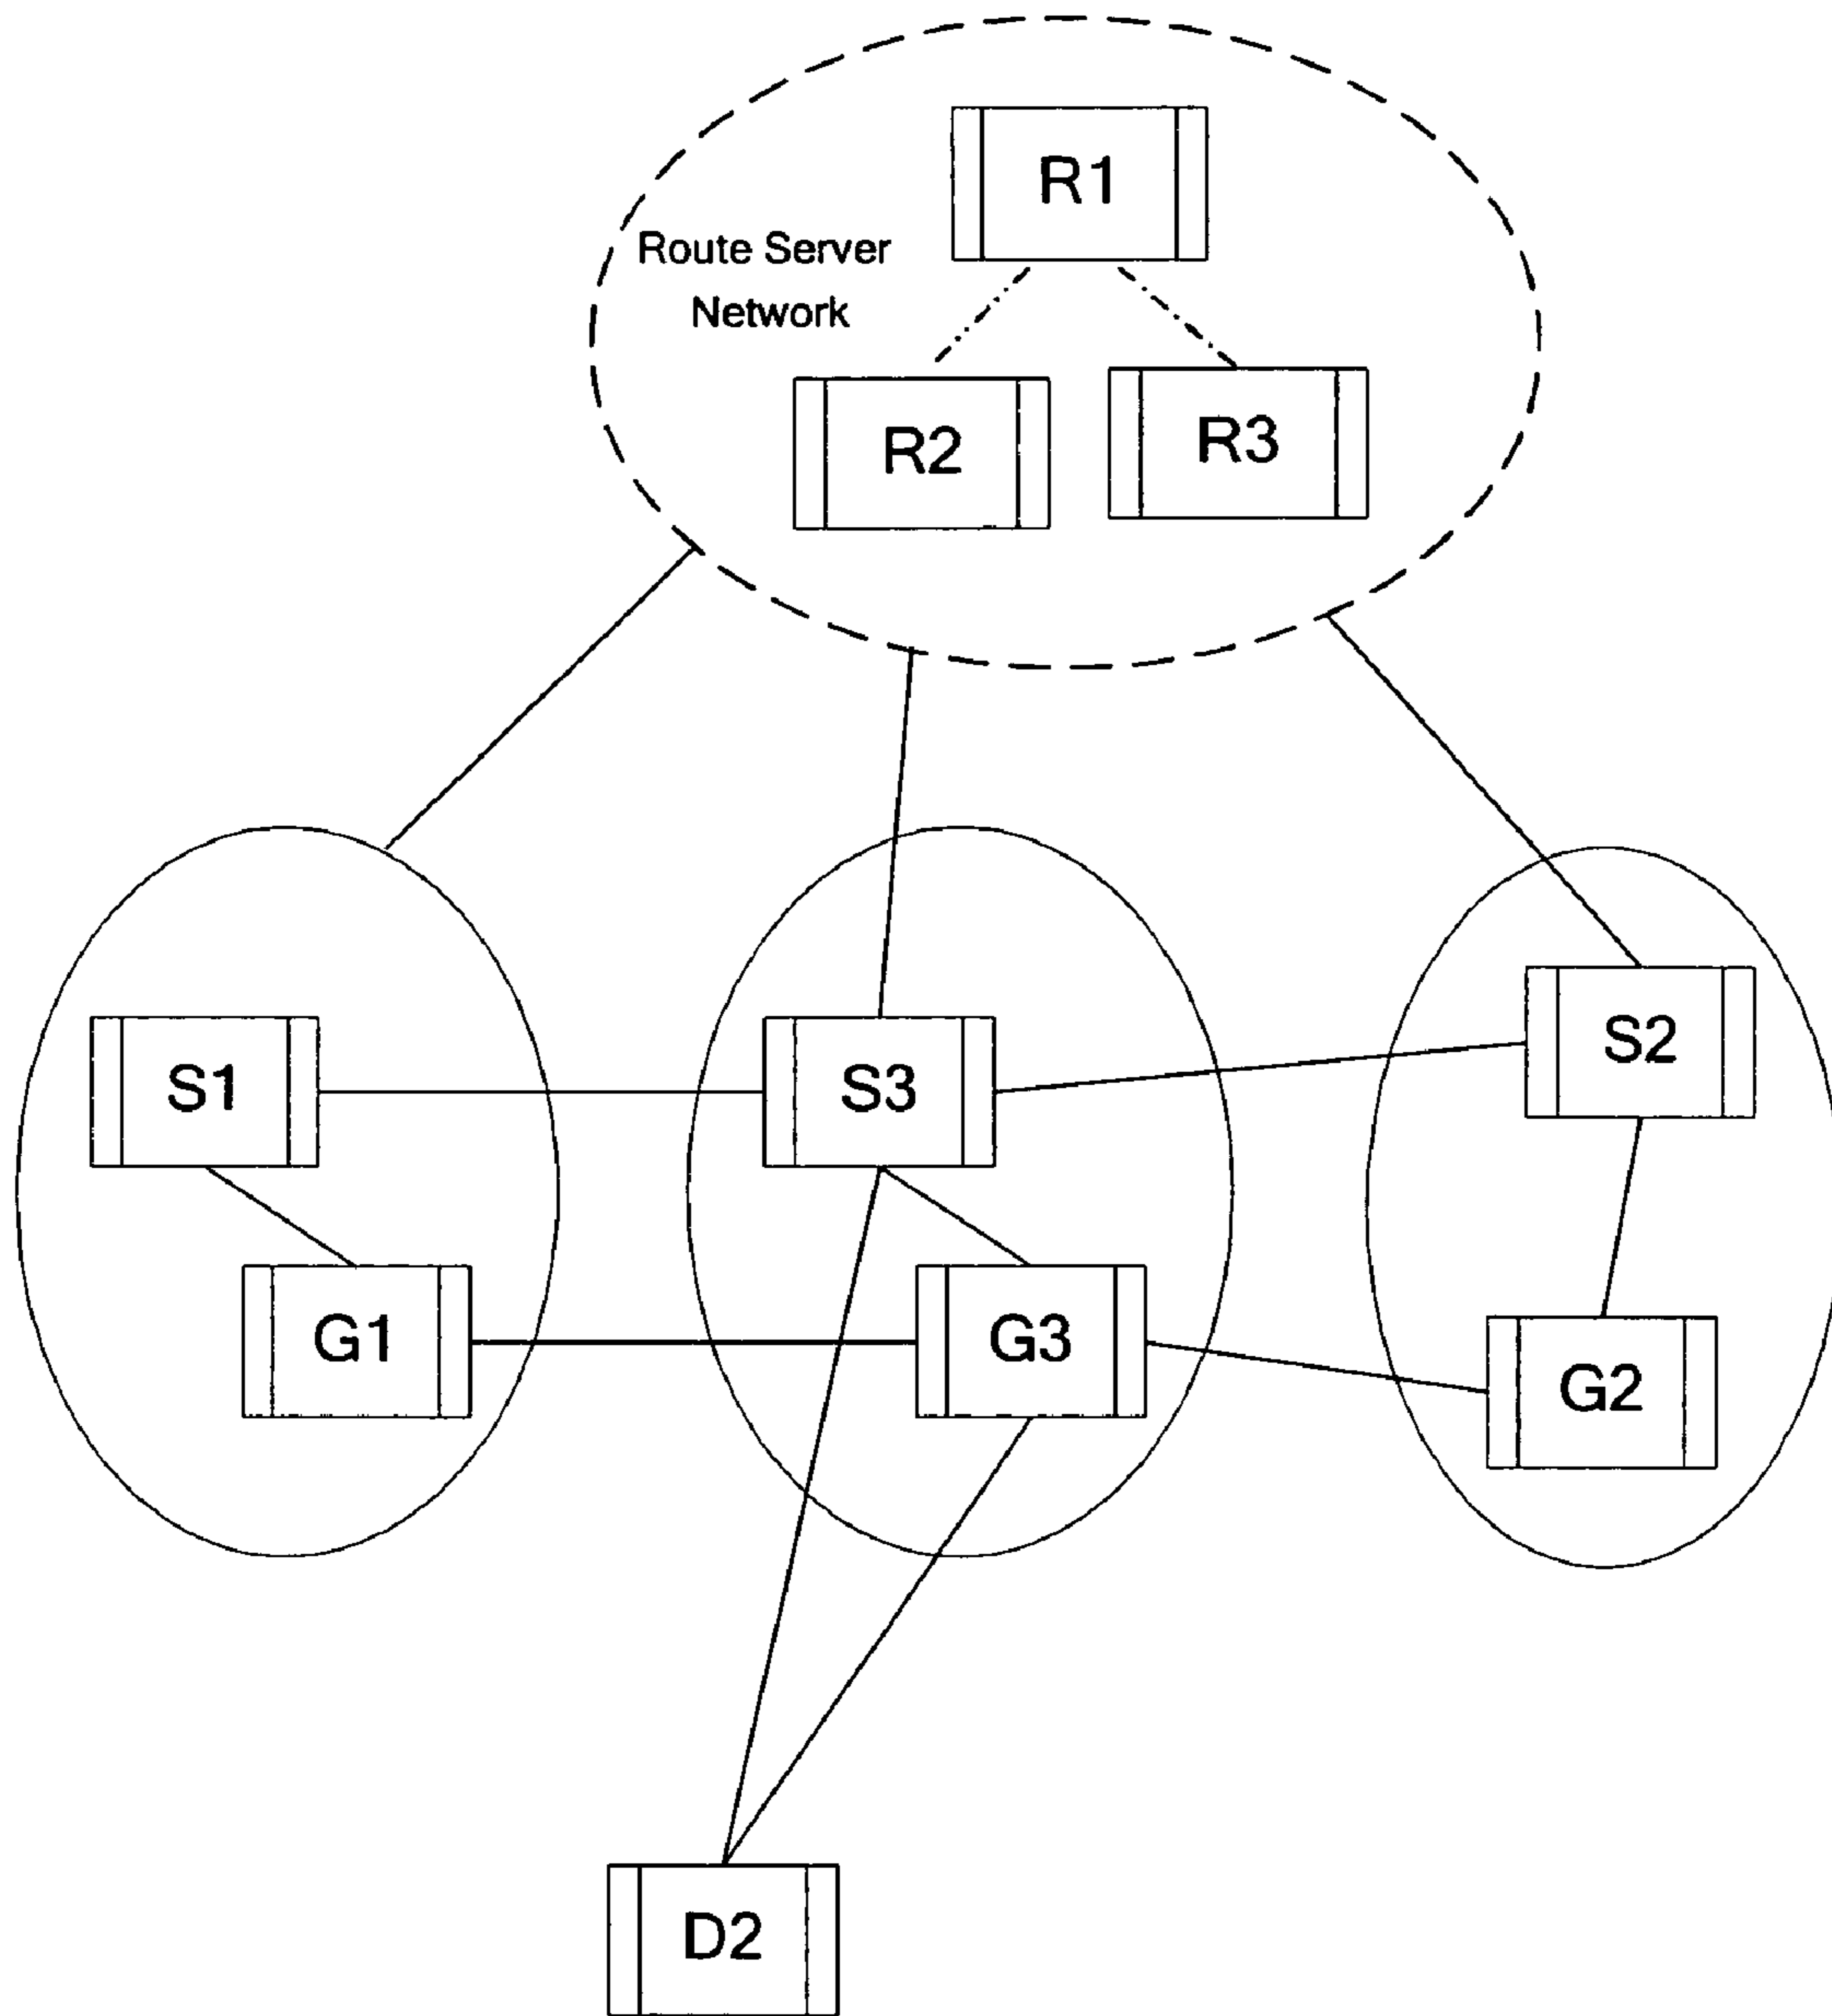 R1
Route Server
Network
R2
R3
S1
S3
S2
G1
G3
G2
D2